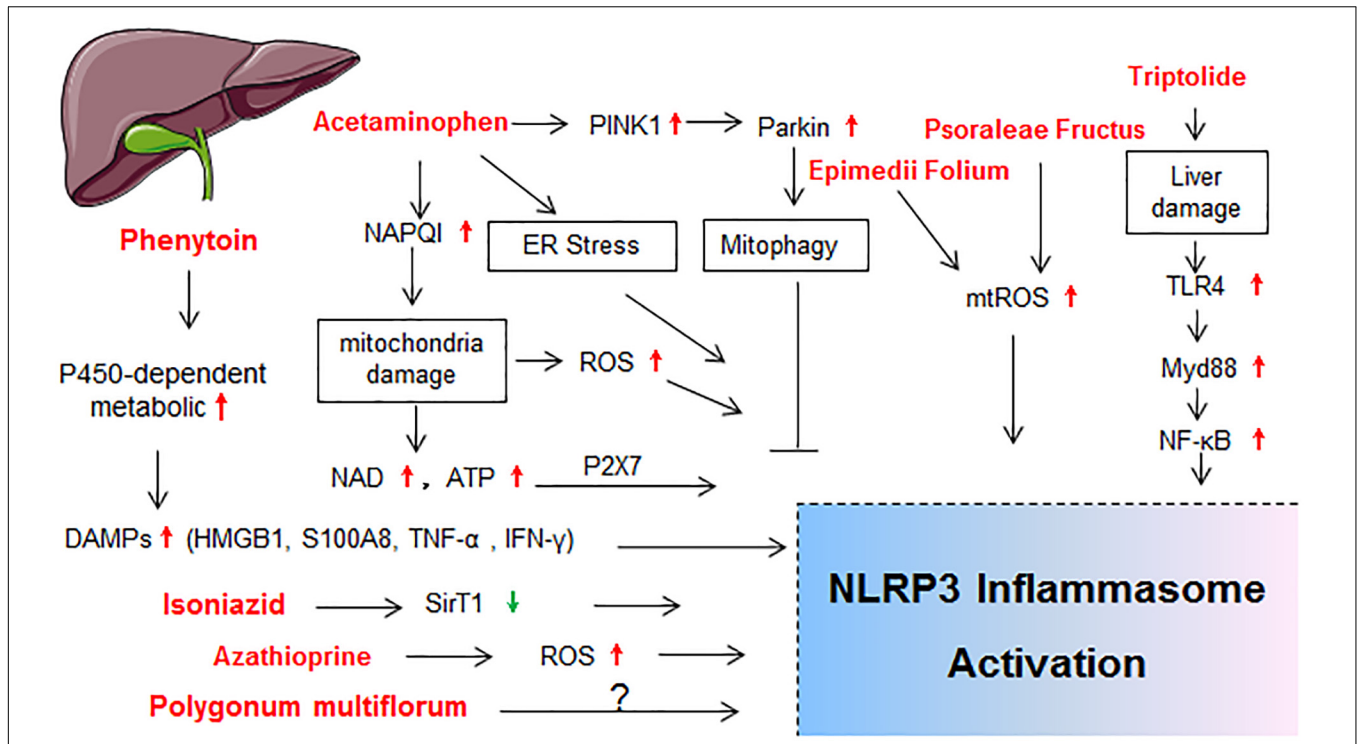 Triptolide
Acetaminophen
PINK1
Parkin
Psoraleae Fructus
Epimedii Folium
Liver
damage
Phenytoin
NAPQI
ER Stress
Mitophagy
mtROS
TLR4
mitochondria
damage
ROS
P450-dependent
metabolic
Myd88
NF-κB
NAD , ATP
P2X7
DAMPs (HMGB1, S100A8, TNF-α , IFN-γ)
NLRP3 Inflammasome
Activation
Isoniazid
SirT1
Azathioprine
ROS
Polygonum multiflorum
?